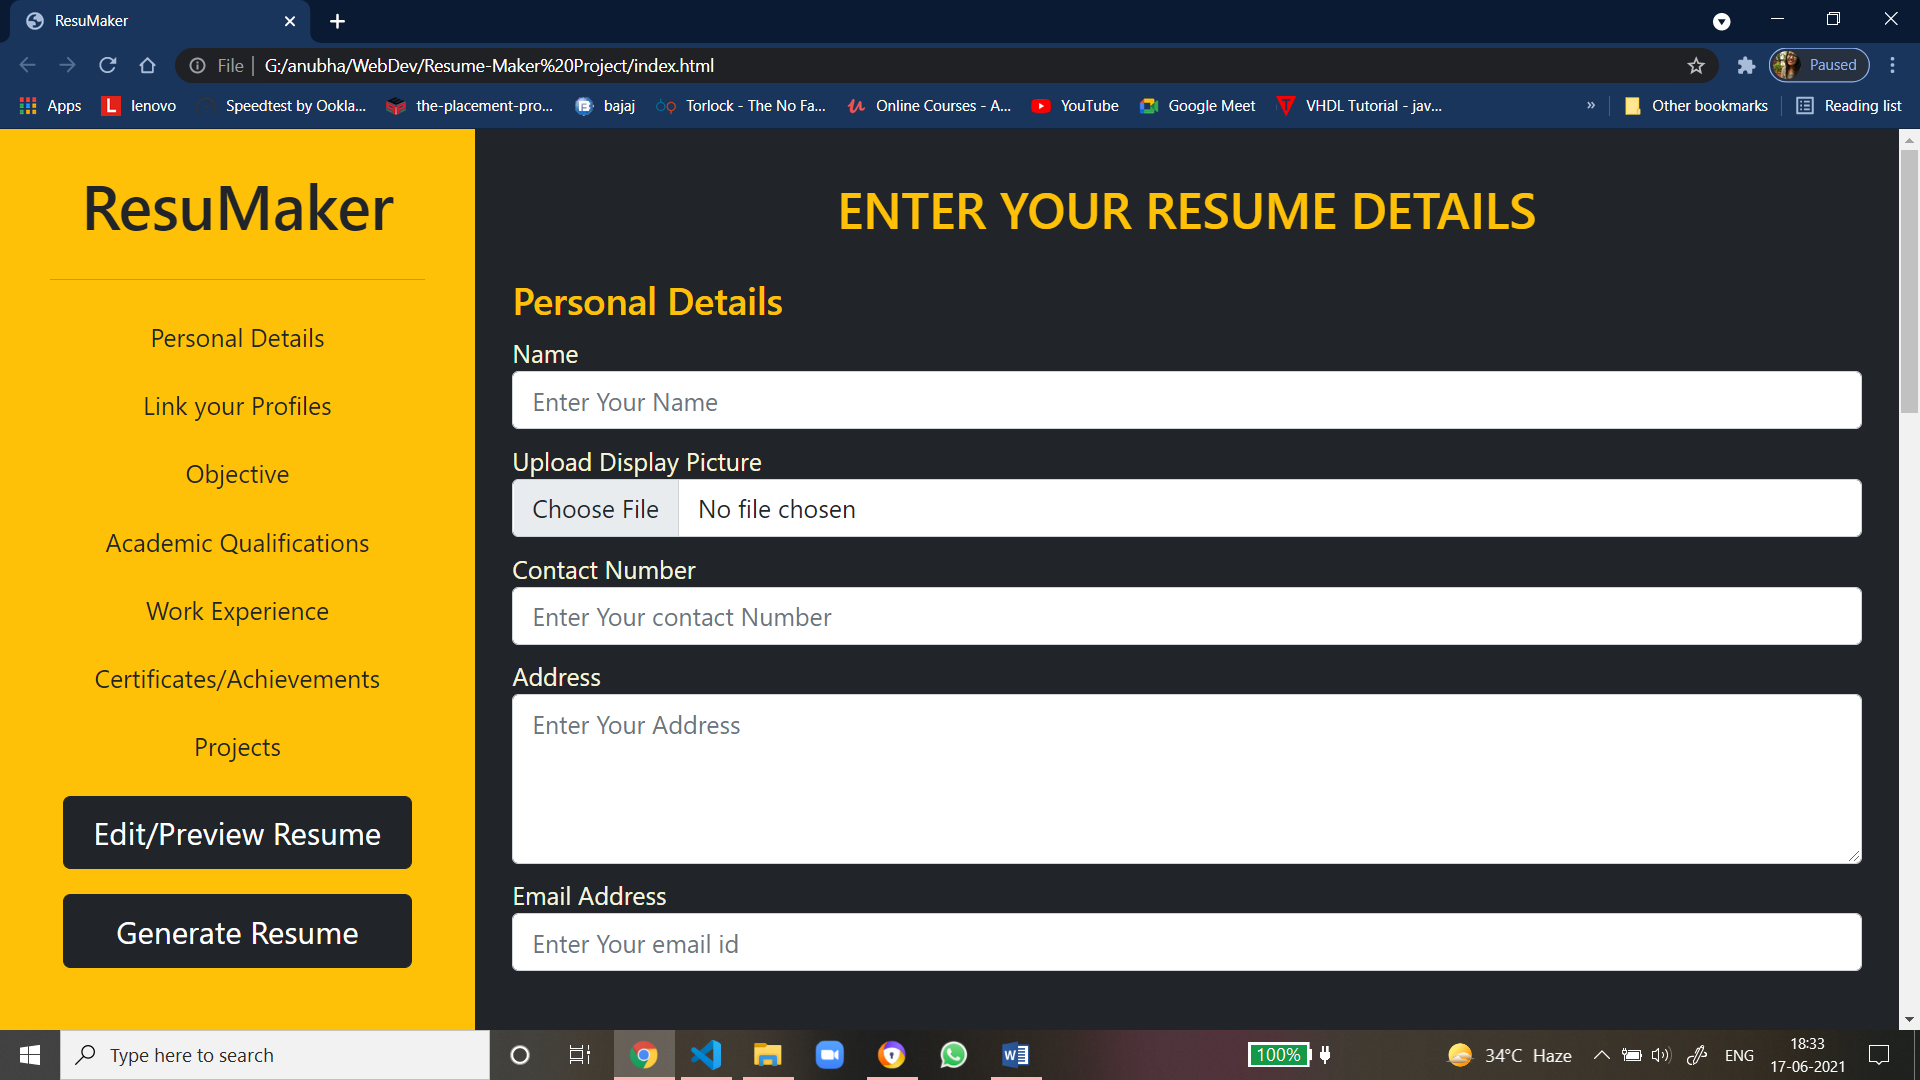 ResuMaker
File
G:/anubha/WebDev/Resume-Maker%20Project/index.html
Paused
Apps
L lenovo
Speedtest by Ookla...
the-placement-pro...
B bajaj
Torlock - The No Fa...
Online Courses - A...
YouTube
Google Meet
VHDL Tutorial - jav...
»
Other bookmarks
Reading list
ResuMaker
Personal Details
Link your Profiles
Objective
Academic Qualifications
Work Experience
Certificates/Achievements
Projects
Edit/Preview Resume
Generate Resume
ENTER YOUR RESUME DETAILS
Personal Details
Name
Enter Your Name
Upload Display Picture
Choose File No file chosen
Contact Number
Enter Your contact Number
Address
Enter Your Address
Email Address
Enter Your email id
Type here to search
100%
34°C Haze
ENG
18:33
17-06-2021